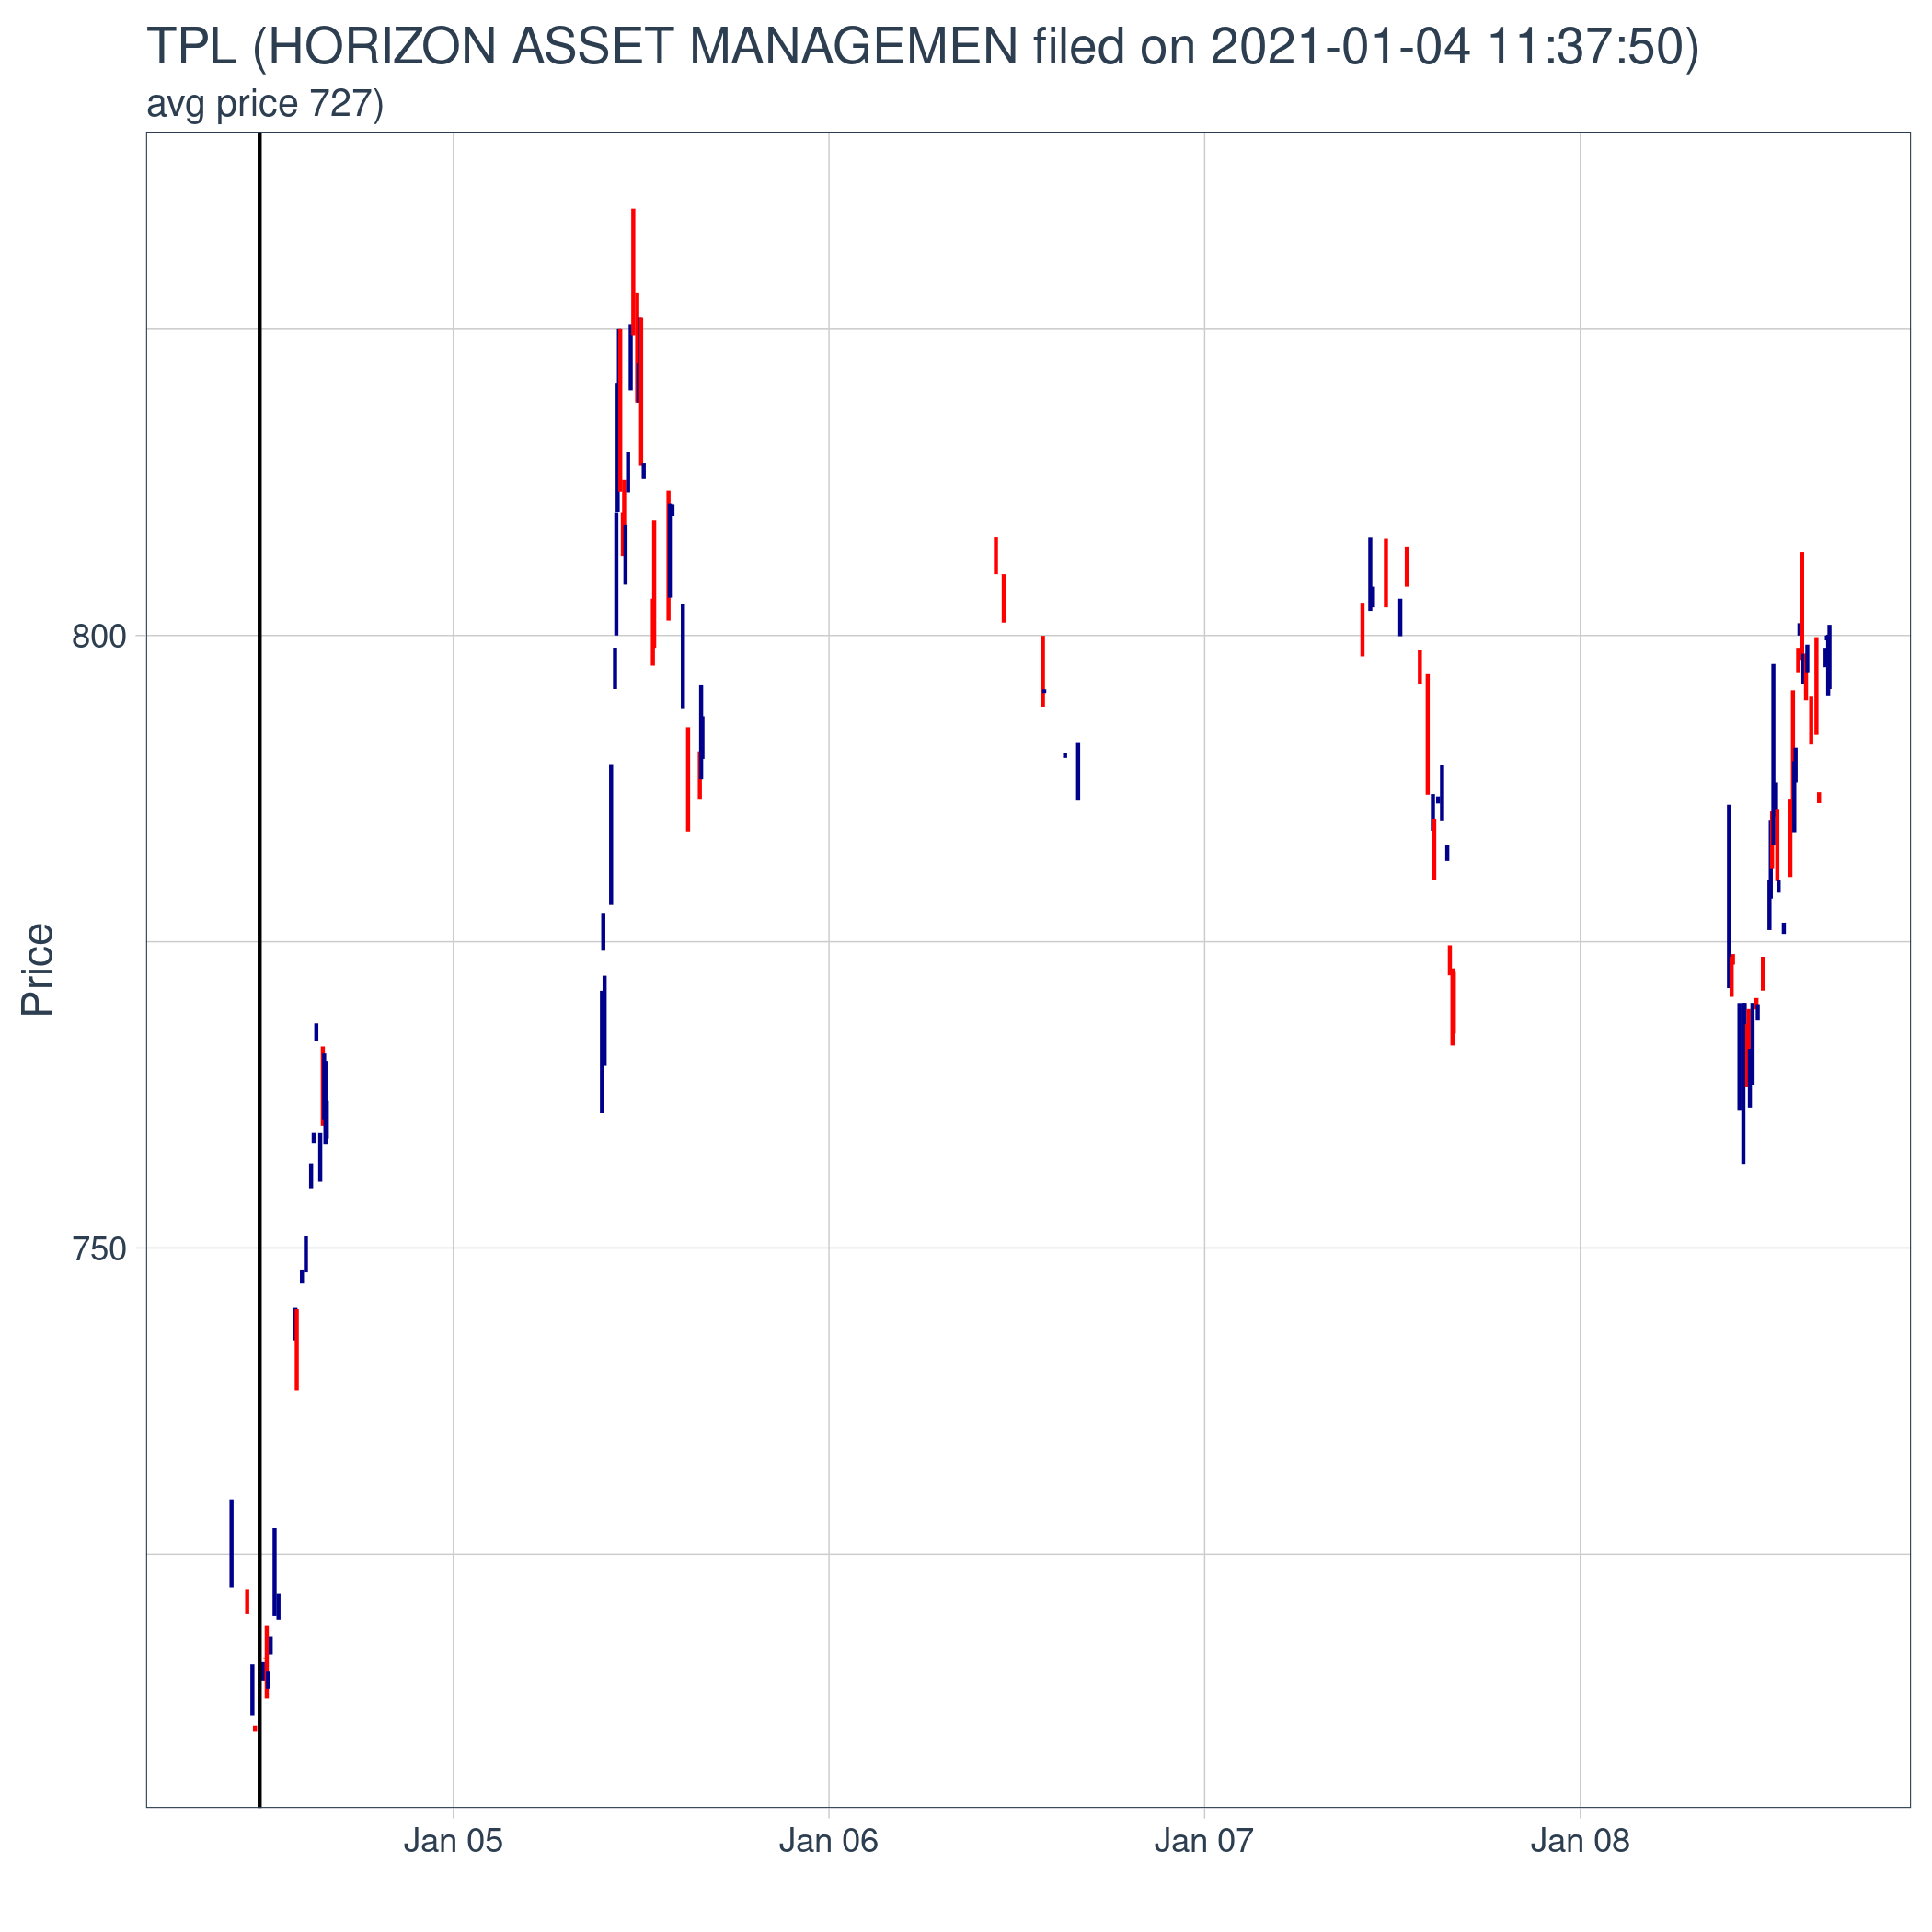 TPL (HORIZON ASSET MANAGEMEN filed on 2021-01-04 11:37:50)
avg price 727)
Price
800
750
Jan 05 Jan 06 Jan 07 Jan 08